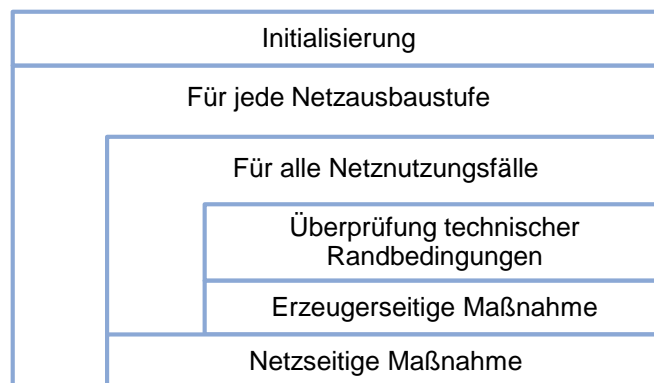 Initialisierung
Für jede Netzausbaustufe
Für alle Netznutzungsfälle
Überprüfung technischer
Randbedingungen
Erzeugerseitige Maßnahme
Netzseitige Maßnahme